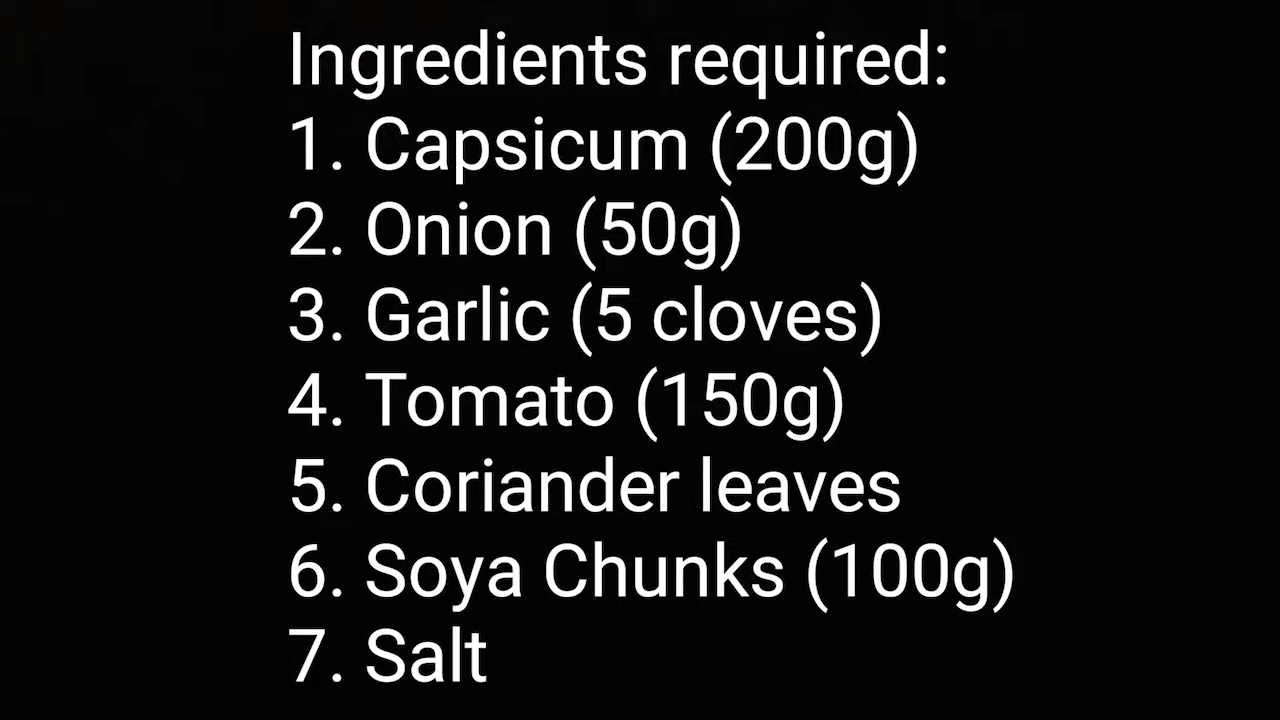 Ingredients required:
1. Capsicum (200g)
2. Onion (50g)
3. Garlic (5 cloves)
4. Tomato (150g)
5. Coriander leaves
6. Soya Chunks (100g)
7. Salt